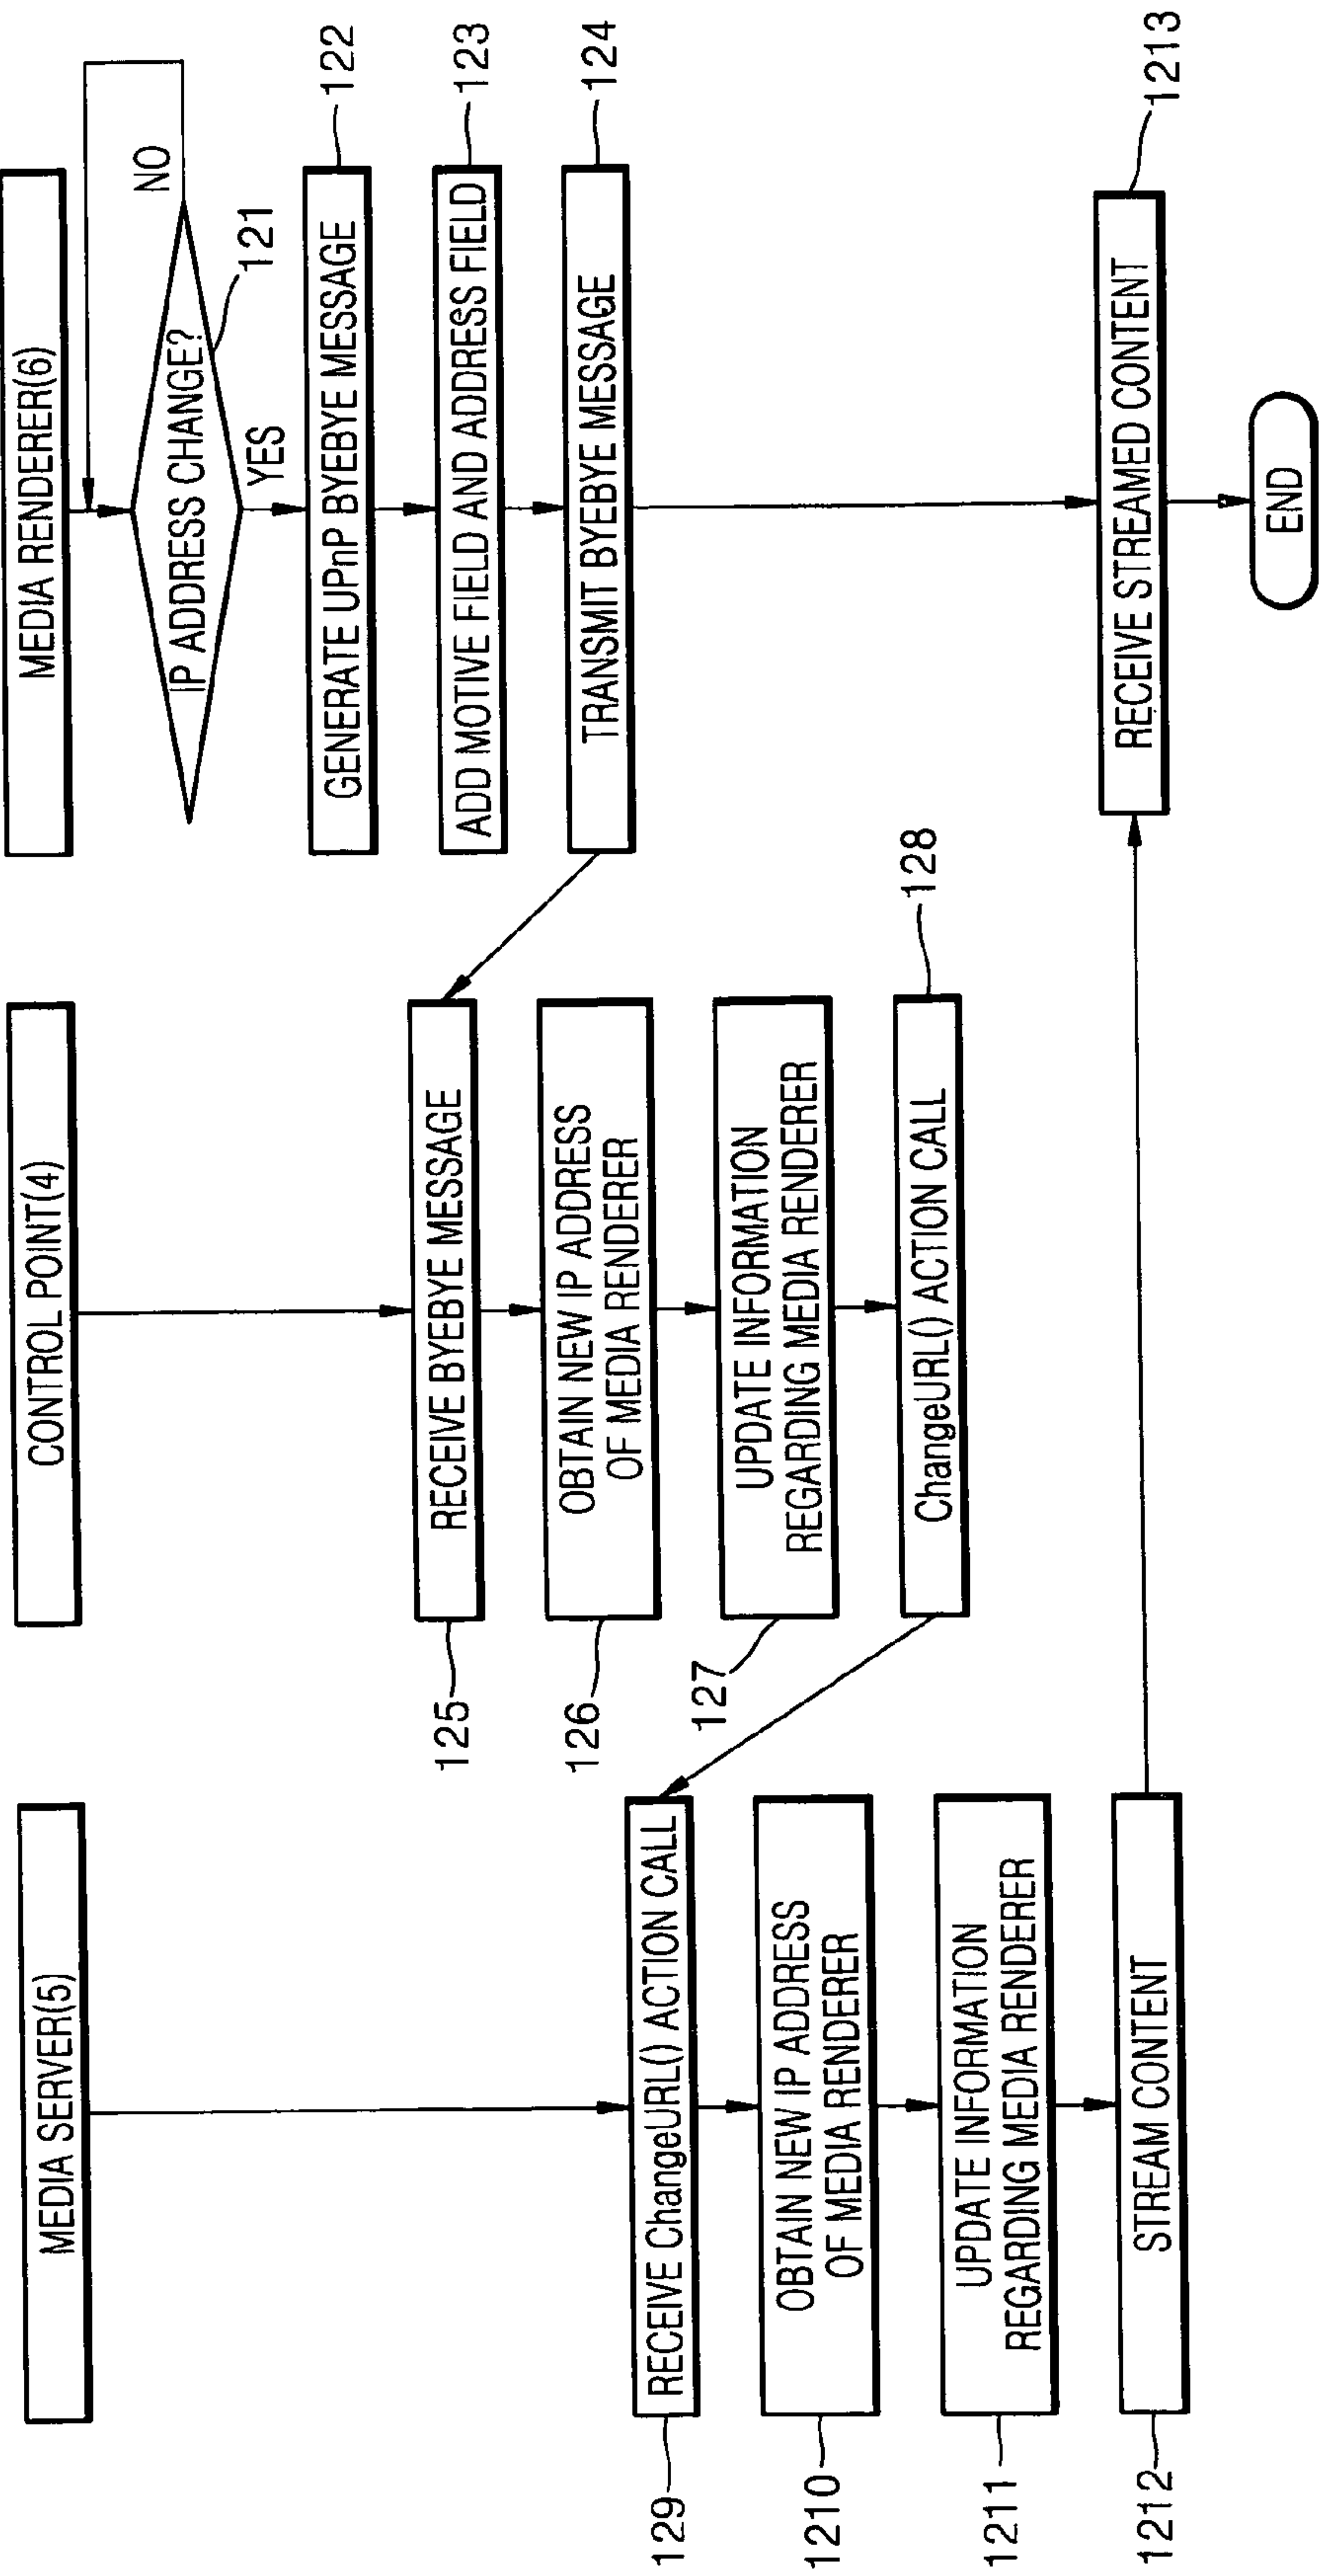 MEDIA SERVER(5)
RECEIVE ChangeURL() ACTION CALL
129
OBTAIN NEW IP ADDRESS
OF MEDIA RENDERER
1210
UPDATE INFORMATION
REGARDING MEDIA RENDERER
1211
STREAM CONTENT
1212
CONTROL POINT(4)
RECEIVE BYEBYE MESSAGE
125
OBTAIN NEW IP ADDRESS
OF MEDIA RENDERER
126
UPDATE INFORMATION
REGARDING MEDIA RENDERER
127
ChangeURL() ACTION CALL
128
MEDIA RENDERER(6)
IP ADDRESS CHANGE?
NO
121
YES
GENERATE UPnP BYEBYE MESSAGE
122
ADD MOTIVE FIELD AND ADDRESS FIELD
123
TRANSMIT BYEBYE MESSAGE
124
RECEIVE STREAMED CONTENT
1213
END